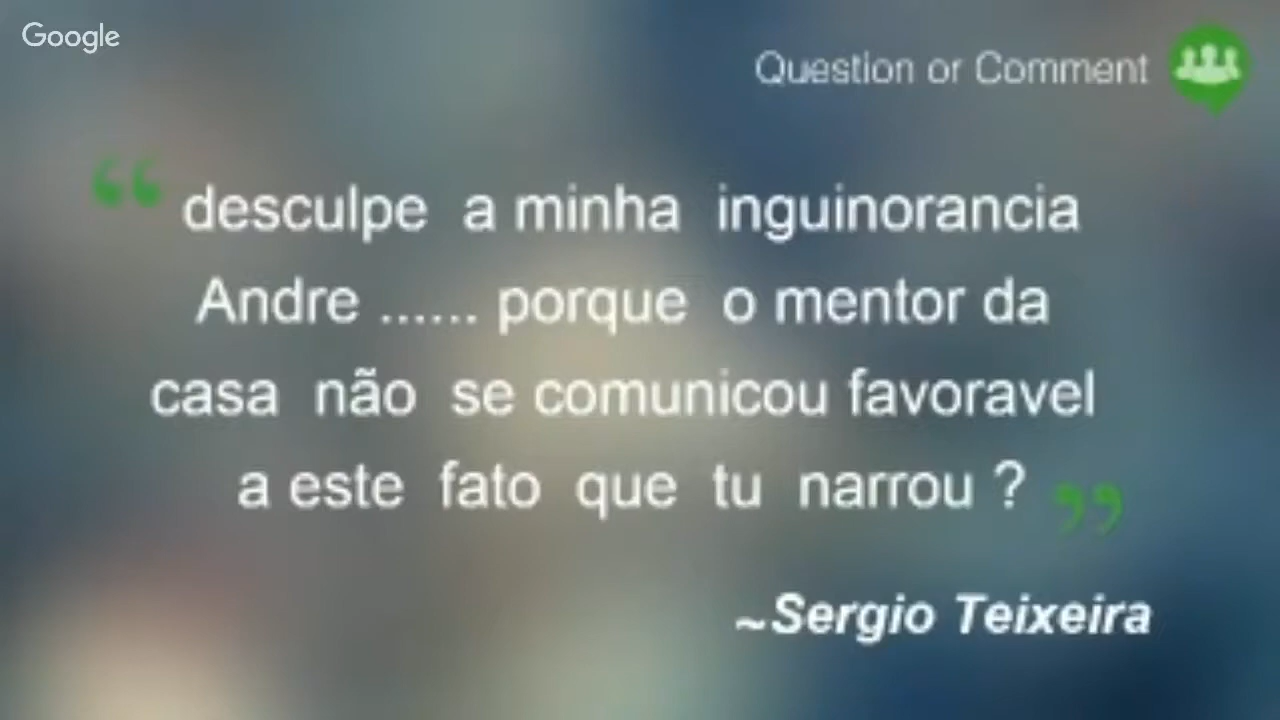 Google
Question or Comment
“ desculpe a minha inguinorancia
Andre ...... porque o mentor da
casa não se comunicou favoravel
a este fato que tu narrou ? ”
~Sergio Teixeira